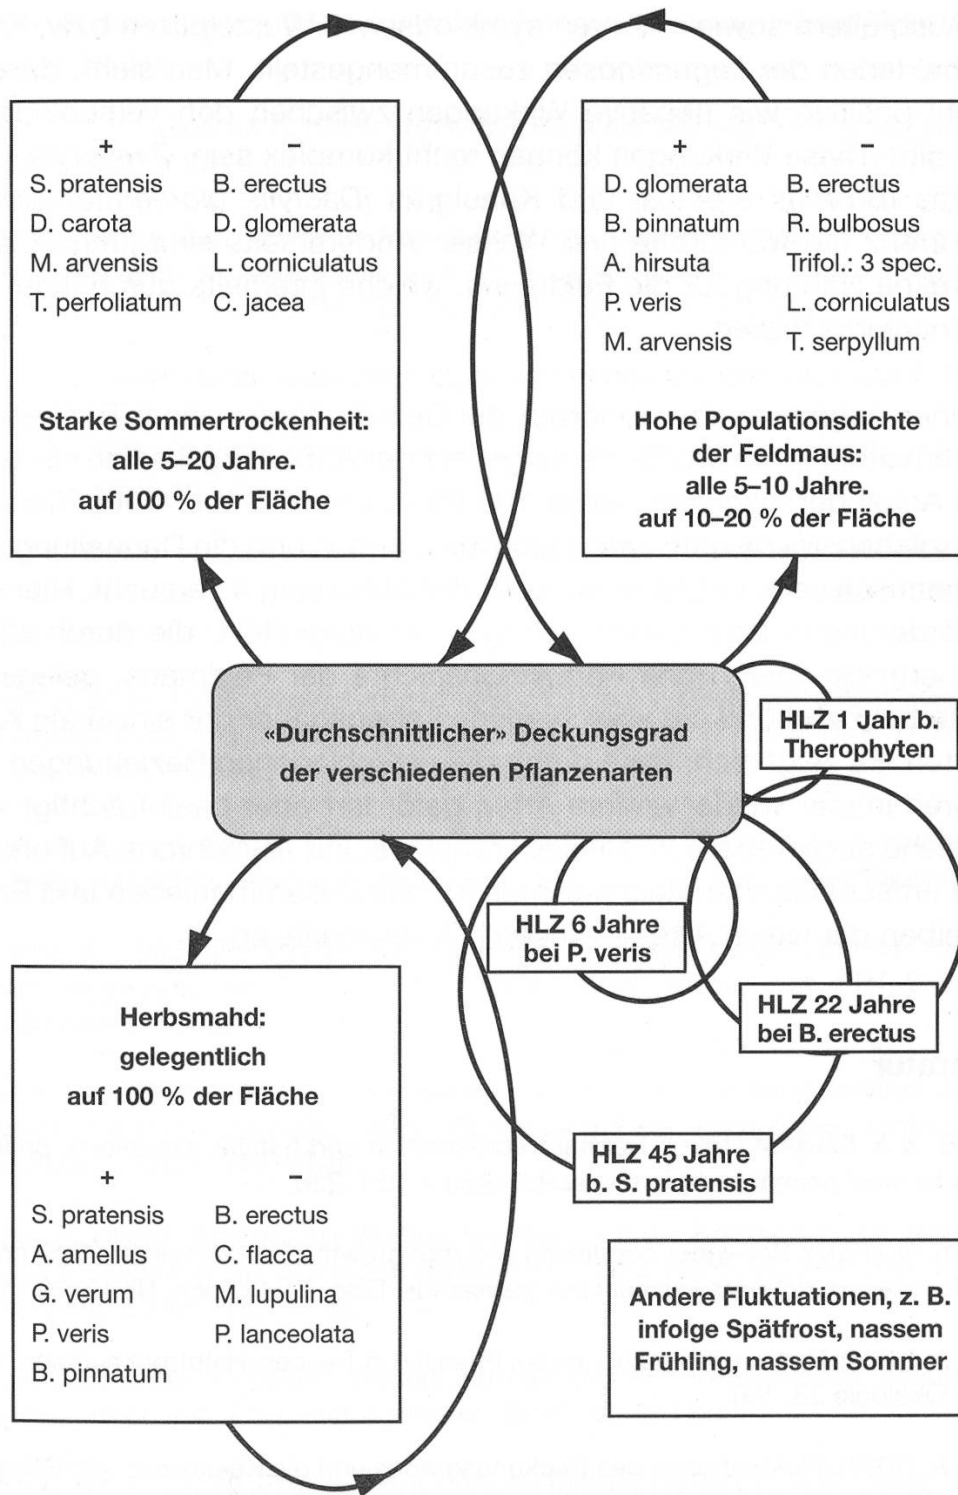 + −
S. pratensis B. erectus
D. carota D. glomerata
M. arvensis L. corniculatus
T. perfoliatum C. jacea
Starke Sommertrockenheit:
alle 5–20 Jahre.
auf 100 % der Fläche
+ −
D. glomerata B. erectus
B. pinnatum R. bulbosus
A. hirsuta Trifol.: 3 spec.
P. veris L. corniculatus
M. arvensis T. serpyllum
Hohe Populationsdichte
der Feldmaus:
alle 5–10 Jahre.
auf 10–20 % der Fläche
«Durchschnittlicher» Deckungsgrad
der verschiedenen Pflanzenarten
HLZ 1 Jahr b.
Therophyten
HLZ 6 Jahre
bei P. veris
HLZ 22 Jahre
bei B. erectus
HLZ 45 Jahre
b. S. pratensis
Herbsmahd:
gelegentlich
auf 100 % der Fläche
+ −
S. pratensis B. erectus
A. amellus C. flacca
G. verum M. lupulina
P. veris P. lanceolata
B. pinnatum
Andere Fluktuationen, z. B.
infolge Spätfrost, nassem
Frühling, nassem Sommer